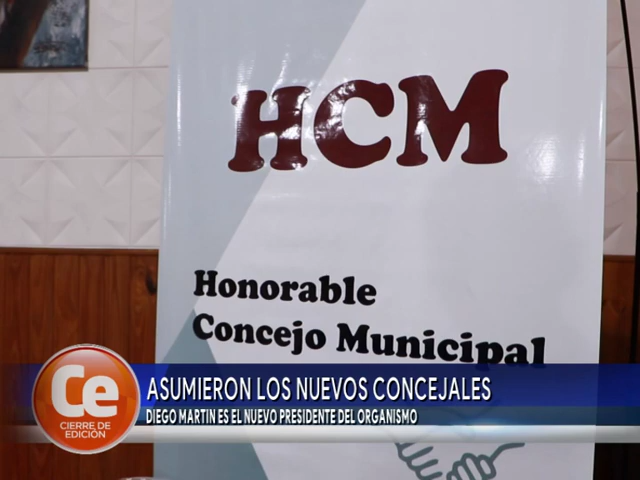 HCM
Honorable
Concejo Municipal
Ce
CIERRE DE
EDICIÓN
ASUMIERON LOS NUEVOS CONCEJALES
DIEGO MARTIN ES EL NUEVO PRESIDENTE DEL ORGANISMO